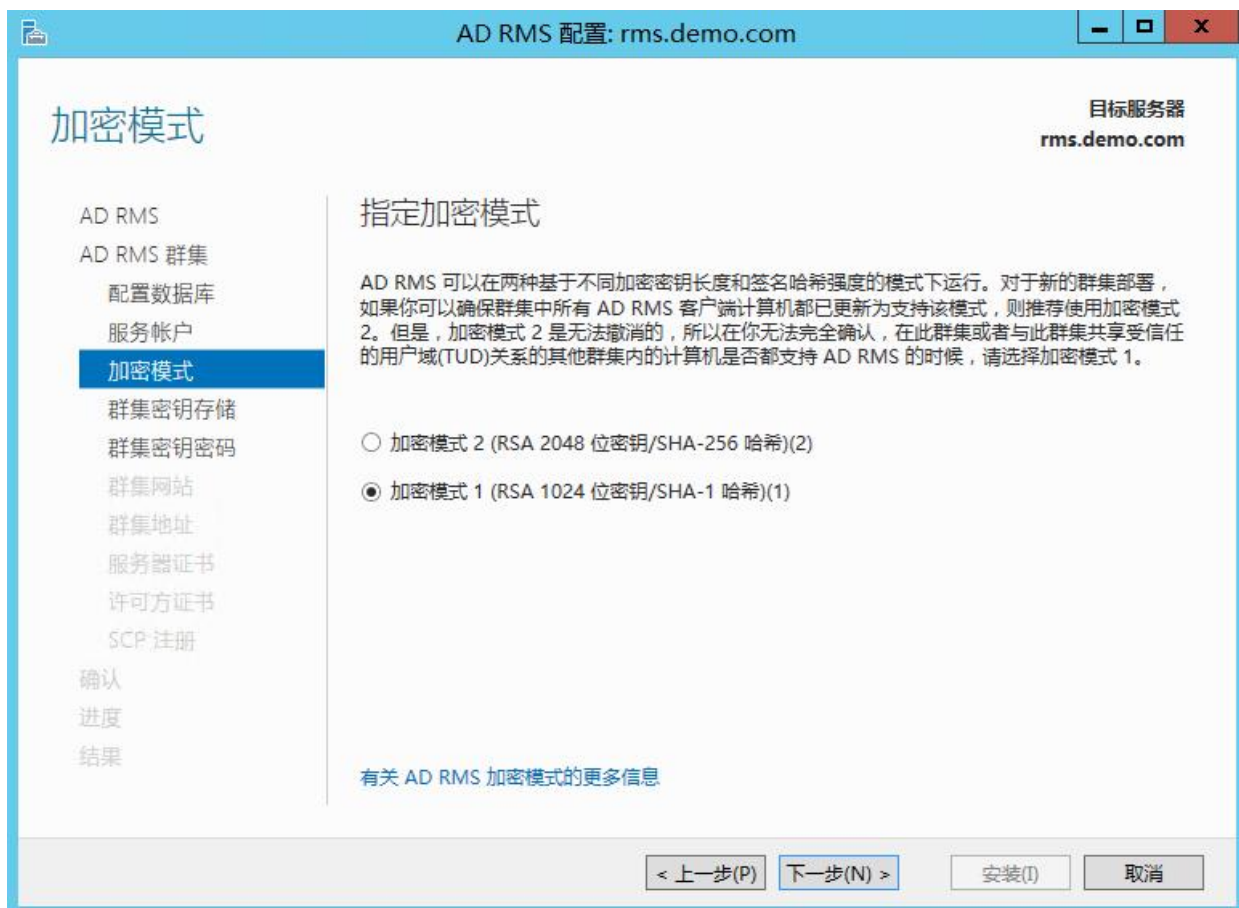 AD RMS 配置: rms.demo.com
加密模式
目标服务器
rms.demo.com
AD RMS
AD RMS 群集
配置数据库
服务帐户
加密模式
群集密钥存储
群集密钥密码
群集网站
群集地址
服务器证书
许可方证书
SCP 注册
确认
进度
结果
指定加密模式
AD RMS 可以在两种基于不同加密密钥长度和签名哈希强度的模式下运行。对于新的群集部署，
如果你可以确保群集中所有 AD RMS 客户端计算机都已更新为支持该模式，则推荐使用加密模式
2。但是，加密模式 2 是无法撤消的，所以在你无法完全确认，在此群集或者与此群集共享受信任
的用户域(TUD)关系的其他群集内的计算机是否都支持 AD RMS 的时候，请选择加密模式 1。
加密模式 2 (RSA 2048 位密钥/SHA-256 哈希)(2)
加密模式 1 (RSA 1024 位密钥/SHA-1 哈希)(1)
有关 AD RMS 加密模式的更多信息
< 上一步(P) 下一步(N) > 安装(I) 取消